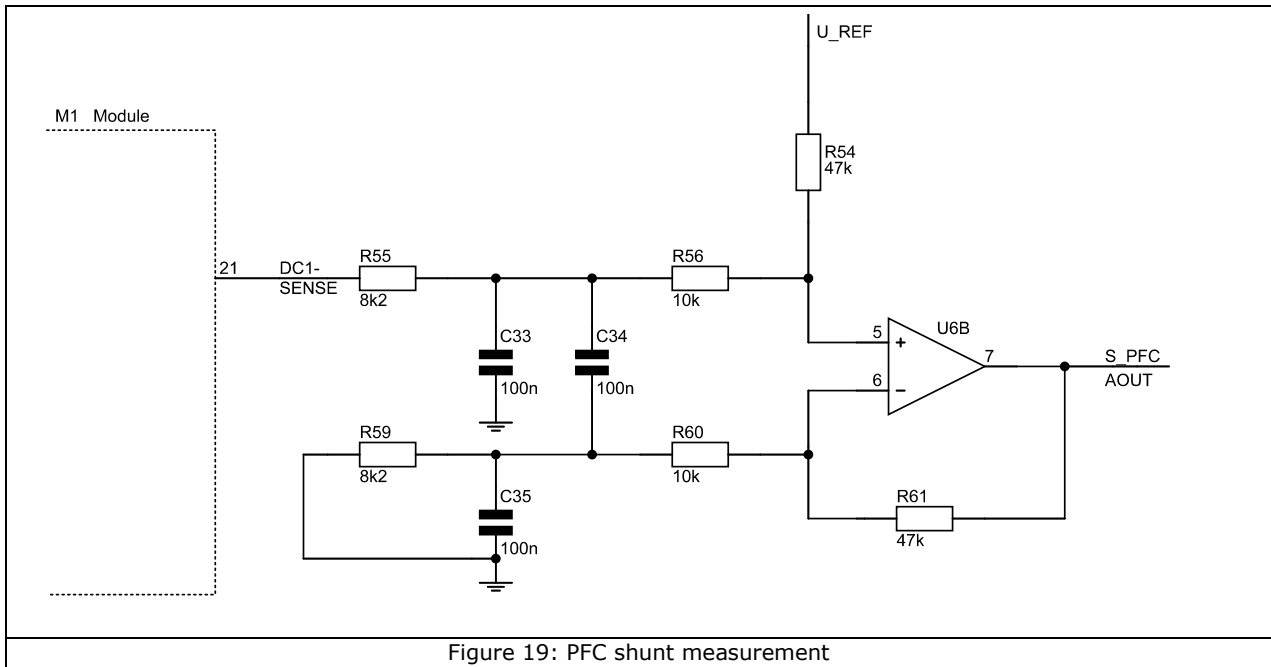 U_REF
M1 Module
R54
47k
21
DC1-
SENSE
R55
8k2
R56
10k
C33
100n
C34
100n
5
+
U6B
7
S_PFC
AOUT
6
−
R59
8k2
R60
10k
C35
100n
R61
47k
Figure 19: PFC shunt measurement